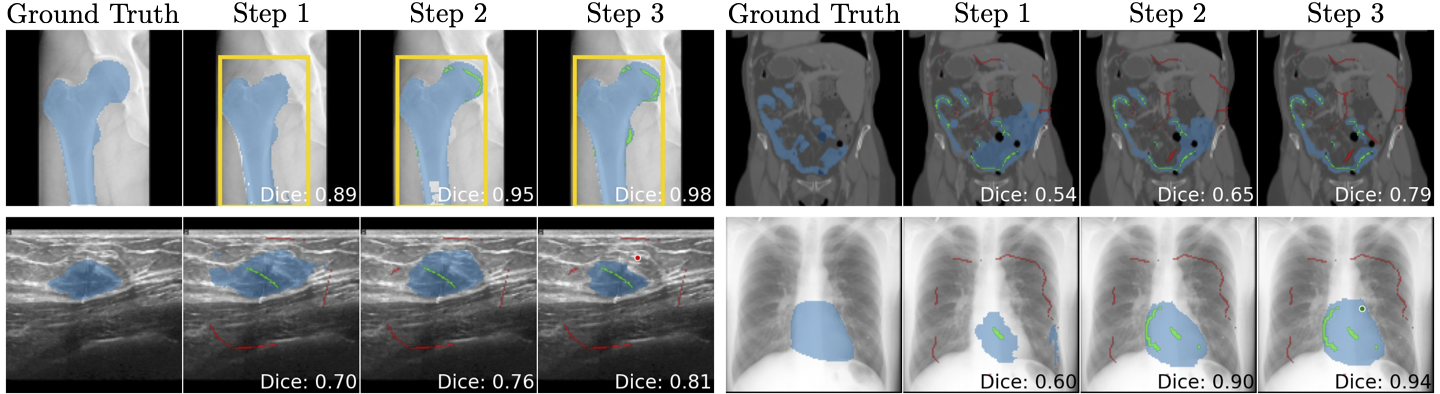 Ground Truth Step 1 Step 2 Step 3 Ground Truth Step 1 Step 2 Step 3
Dice: 0.89 Dice: 0.95 Dice: 0.98 Dice: 0.54 Dice: 0.65 Dice: 0.79
Dice: 0.70 Dice: 0.76 Dice: 0.81 Dice: 0.60 Dice: 0.90 Dice: 0.94